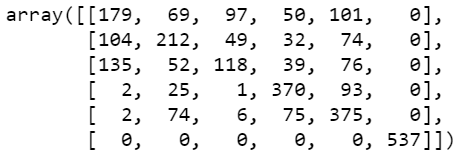 array([[179,  69,  97,  50, 101,   0],
       [104, 212,  49,  32,  74,   0],
       [135,  52, 118,  39,  76,   0],
       [  2,  25,   1, 370,  93,   0],
       [  2,  74,   6,  75, 375,   0],
       [  0,   0,   0,   0,   0, 537]])